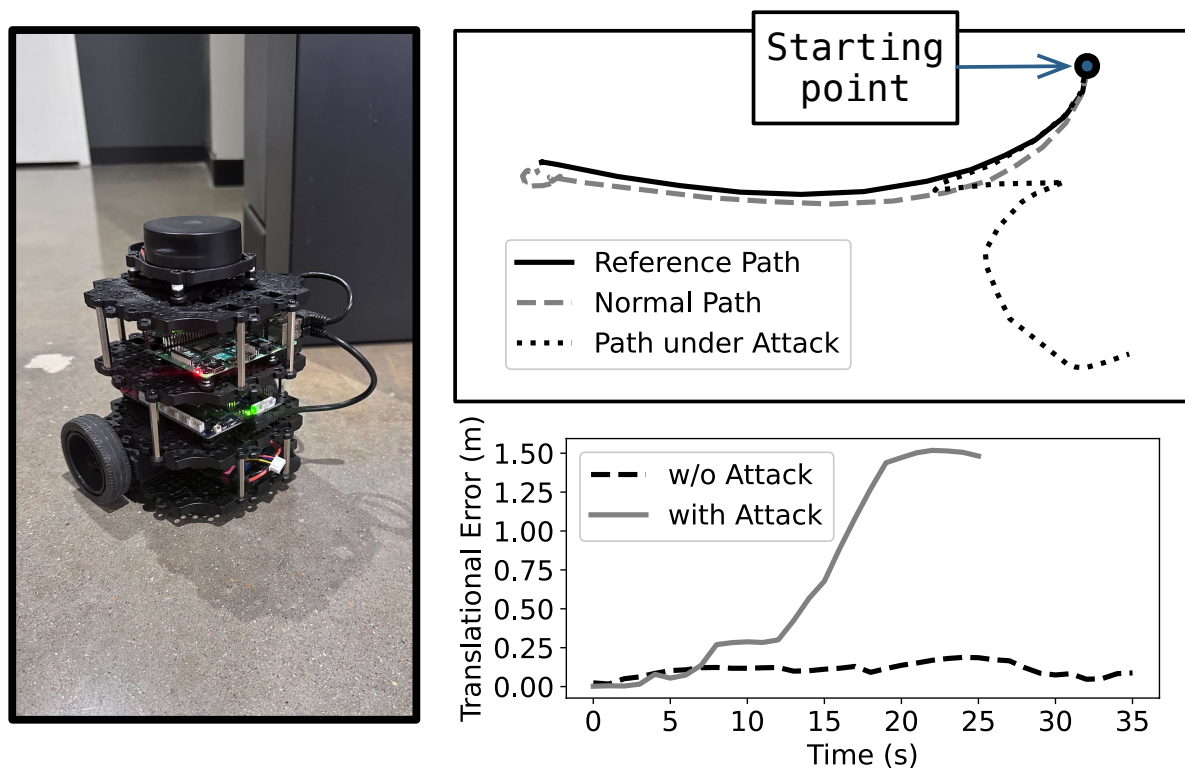 Starting
point
Reference Path
Normal Path
Path under Attack
Translational Error (m)
1.50
1.25
1.00
0.75
0.50
0.25
0.00
w/o Attack
with Attack
0 5 10 15 20 25 30 35
Time (s)